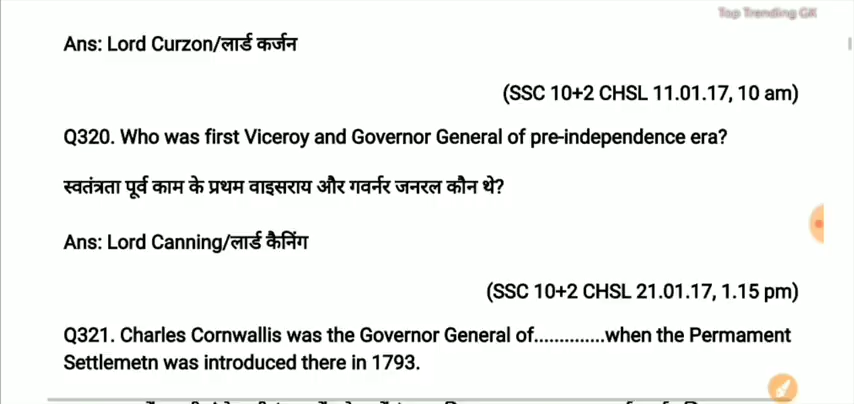 Top Trending GK
Ans: Lord Curzon/लार्ड कर्जन
(SSC 10+2 CHSL 11.01.17, 10 am)
Q320. Who was first Viceroy and Governor General of pre-independence era?
स्वतंत्रता पूर्व काम के प्रथम वाइसराय और गवर्नर जनरल कौन थे?
Ans: Lord Canning/लार्ड कैनिंग
(SSC 10+2 CHSL 21.01.17, 1.15 pm)
Q321. Charles Cornwallis was the Governor General of..............when the Permament
Settlemetn was introduced there in 1793.